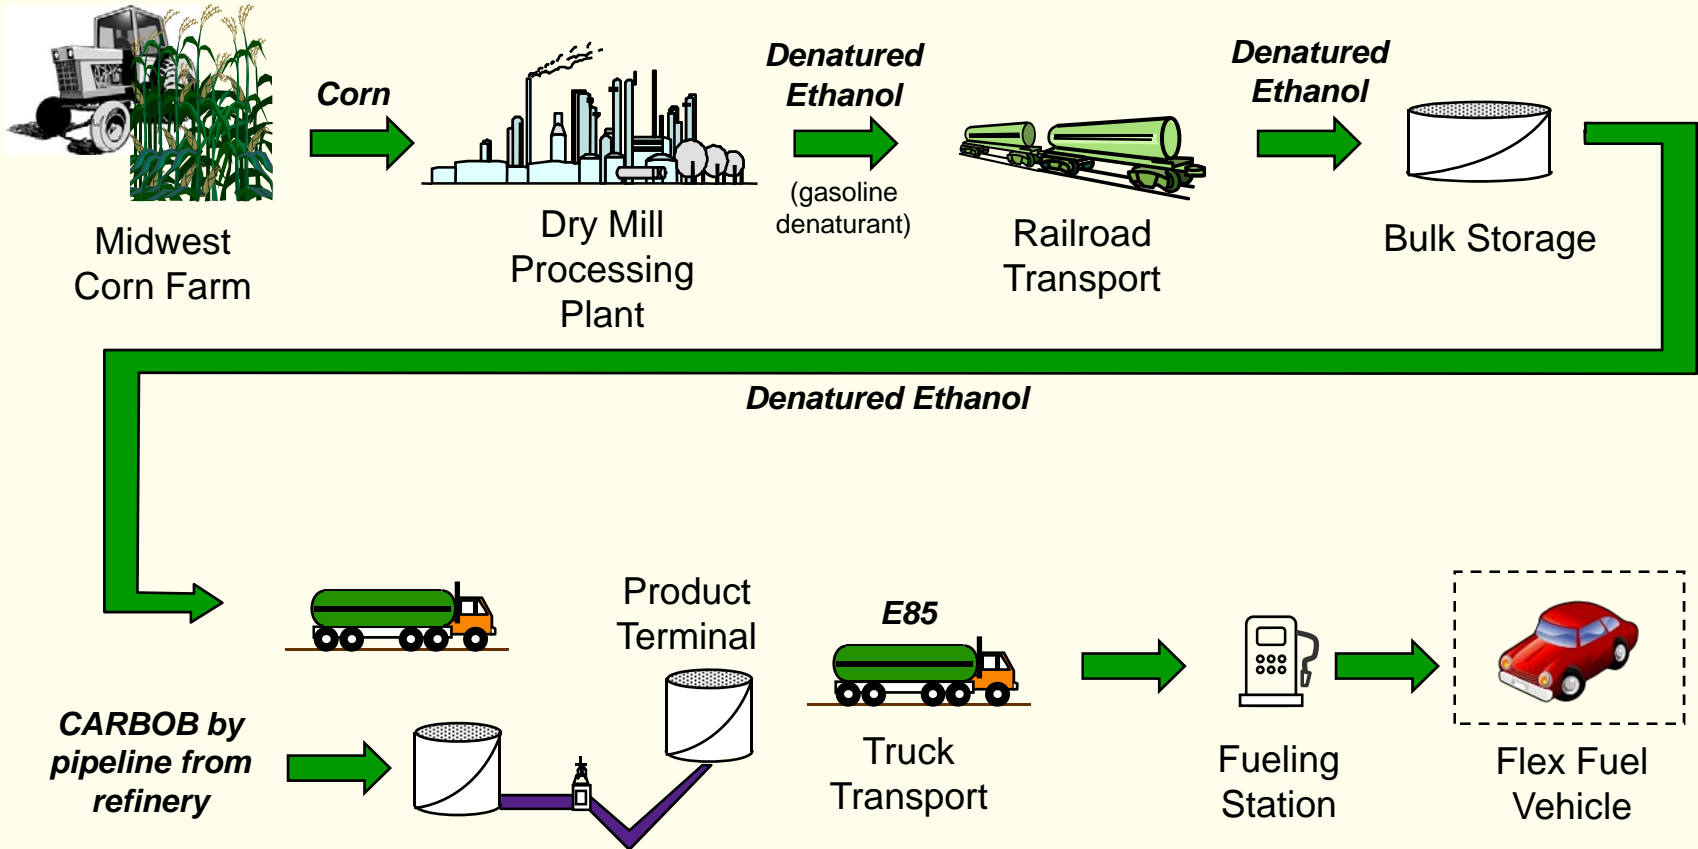 Midwest
Corn Farm
Corn
Dry Mill
Processing
Plant
Denatured
Ethanol
(gasoline
denaturant)
Railroad
Transport
Denatured
Ethanol
Bulk Storage
Denatured Ethanol
CARBOB by
pipeline from
refinery
Product
Terminal
E85
Truck
Transport
Fueling
Station
Flex Fuel
Vehicle